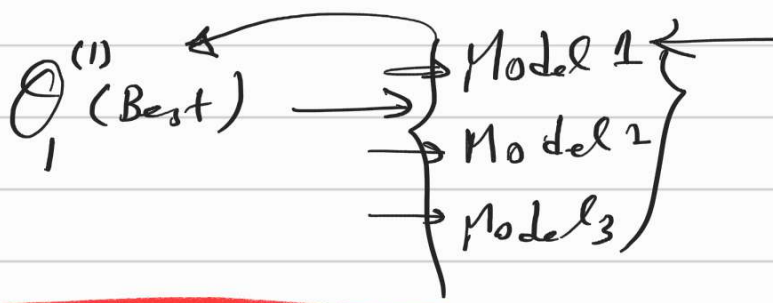 θ₁⁽¹⁾ (Best) → Model 1
→ Model 2
→ Model 3